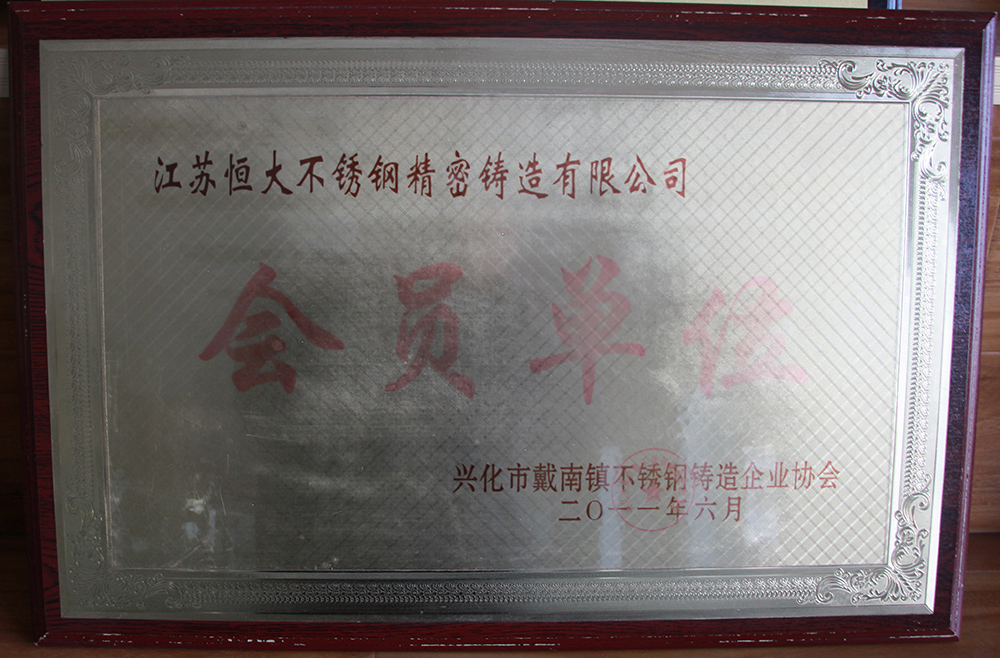 江苏恒大不锈钢精密铸造有限公司
会员单位
兴化市戴南镇不锈钢铸造企业协会
二〇一一年六月